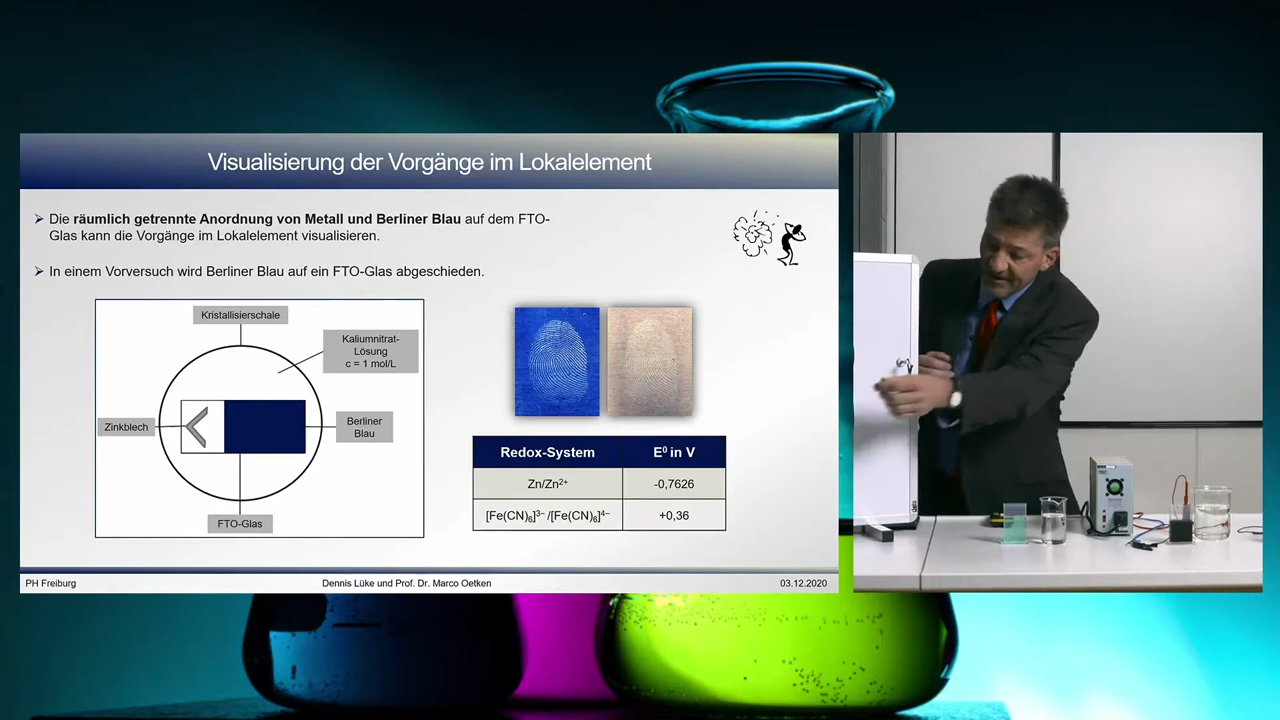 Visualisierung der Vorgänge im Lokalelement
Die räumlich getrennte Anordnung von Metall und Berliner Blau auf dem FTO-
Glas kann die Vorgänge im Lokalelement visualisieren.
In einem Vorversuch wird Berliner Blau auf ein FTO-Glas abgeschieden.
Kristallisierschale
Kaliumnitrat-
Lösung
c = 1 mol/L
Zinkblech
Berliner
Blau
FTO-Glas
Redox-System E⁰ in V
Zn/Zn²⁺ -0,7626
[Fe(CN)₆]³⁻ /[Fe(CN)₆]⁴⁻ +0,36
PH Freiburg Dennis Lüke und Prof. Dr. Marco Oetken 03.12.2020